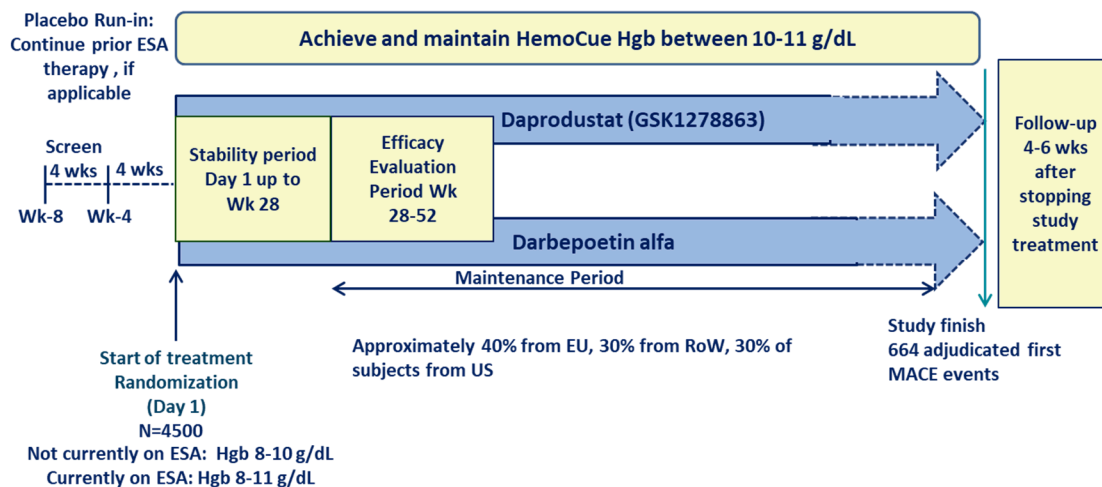 Placebo Run-in:
Continue prior ESA
therapy , if
applicable
Achieve and maintain HemoCue Hgb between 10-11 g/dL
Daprodustat (GSK1278863)
Screen
4 wks
4 wks
Wk-8
Wk-4
Stability period
Day 1 up to
Wk 28
Efficacy
Evaluation
Period Wk
28-52
Darbepoetin alfa
Maintenance Period
Follow-up
4-6 wks
after
stopping
study
treatment
Start of treatment
Randomization
(Day 1)
N=4500
Not currently on ESA: Hgb 8-10 g/dL
Currently on ESA: Hgb 8-11 g/dL
Approximately 40% from EU, 30% from RoW, 30% of
subjects from US
Study finish
664 adjudicated first
MACE events